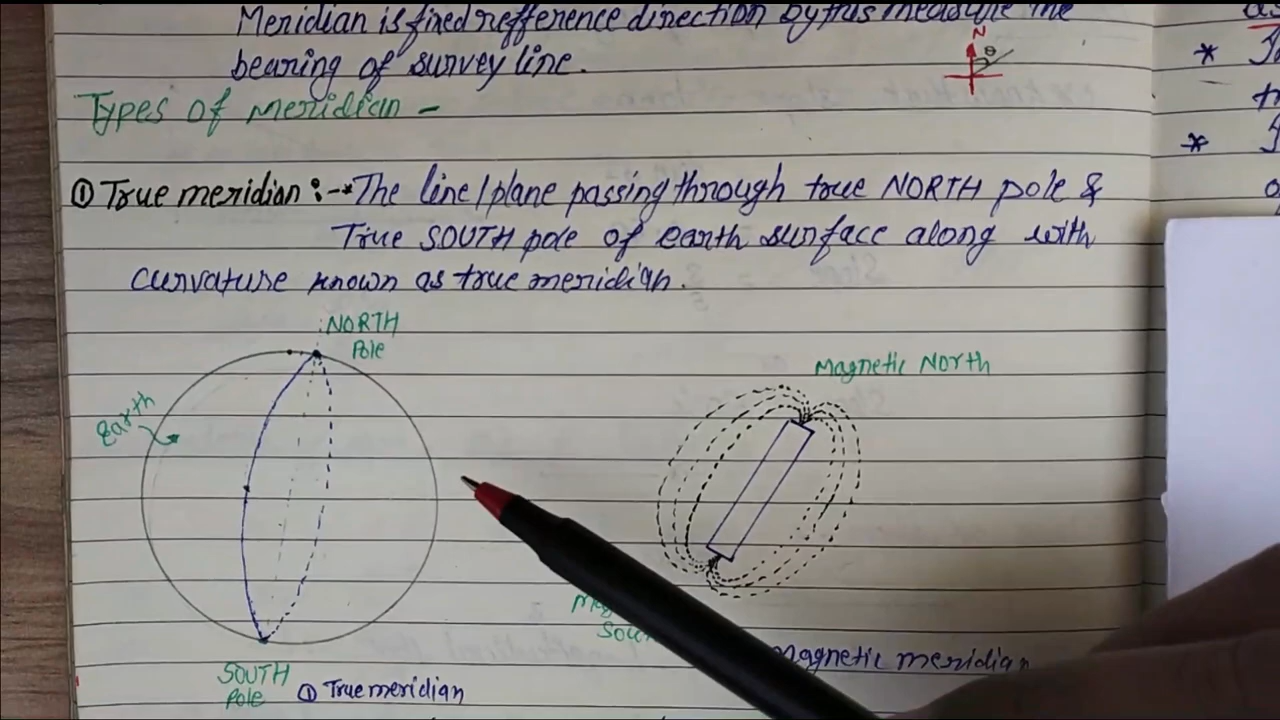 Meridian is fixed refference direction by this measure the
bearing of survey line.
N
θ
Types of meridian -
① True meridian :-* The line/plane passing through true NORTH pole &
True SOUTH pole of earth surface along with
curvature known as true meridian.
NORTH
Pole
Earth
SOUTH
Pole
① True meridian
Magnetic North
Magnetic meridian
*
*